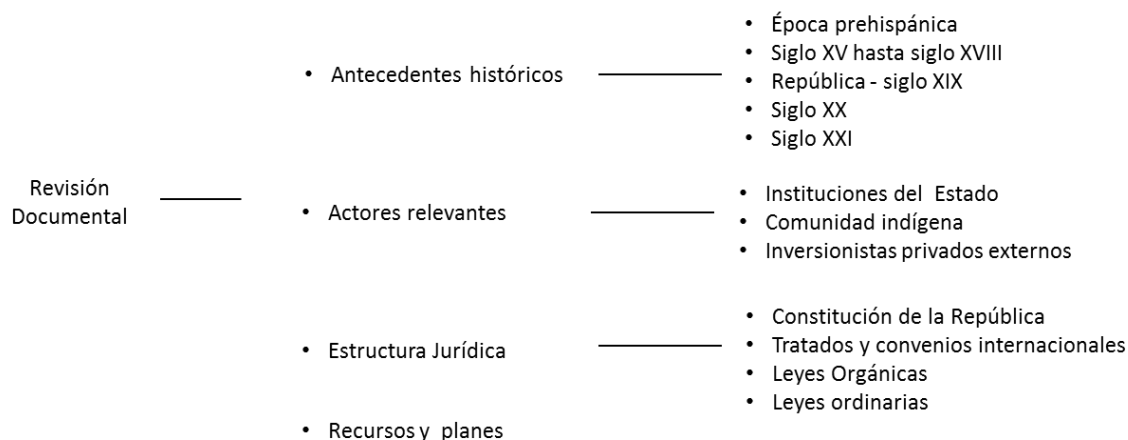 Revisión
Documental
• Antecedentes históricos
• Época prehispánica
• Siglo XV hasta siglo XVIII
• República - siglo XIX
• Siglo XX
• Siglo XXI
• Actores relevantes
• Instituciones del Estado
• Comunidad indígena
• Inversionistas privados externos
• Estructura Jurídica
• Constitución de la República
• Tratados y convenios internacionales
• Leyes Orgánicas
• Leyes ordinarias
• Recursos y planes